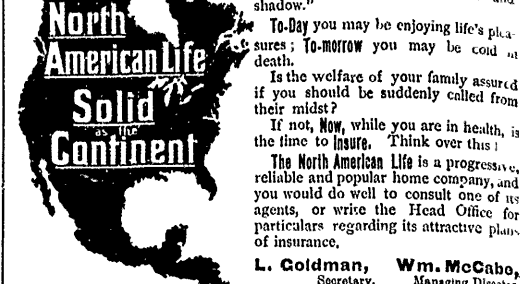 North
American Life
Solid
as the
Continent
shadow."
To-Day you may be enjoying life's plea-
sures; To-morrow you may be cold in
death.
Is the welfare of your family assured
if you should be suddenly called from
their midst?
If not, Now, while you are in health, is
the time to Insure. Think over this!
The North American Life is a progressive,
reliable and popular home company, and
you would do well to consult one of its
agents, or write the Head Office for
particulars regarding its attractive plans
of insurance.
L. Goldman, Wm. McCabe,
Secretary. Managing Director